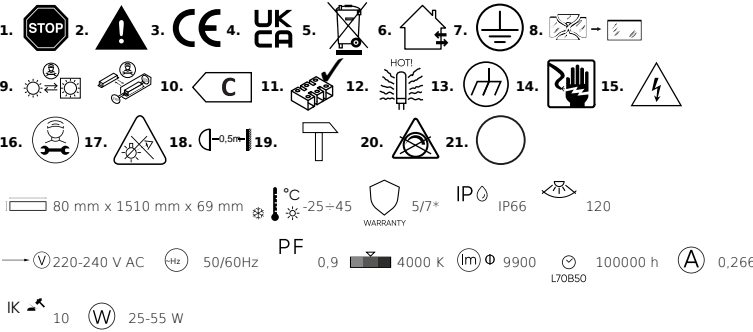 1. STOP 2. ! 3. CE 4. UK CA 5. 6. 7. 8.
9. 10. C 11. 12. HOT! 13. 14. 15.
16. 17. 18. 0,5m 19. 20. 21.
80 mm x 1510 mm x 69 mm °C -25÷45 WARRANTY 5/7* IP IP66 120
V 220-240 V AC Hz 50/60Hz PF 0,9 4000 K lm Φ 9900 L70B50 100000 h A 0,266
IK 10 W 25-55 W